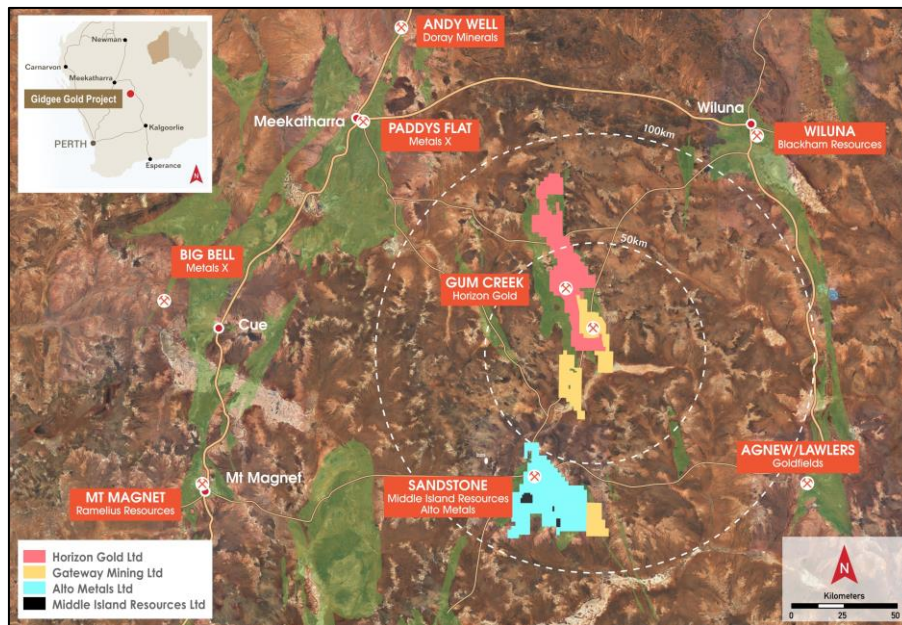 Newman
Carnarvon
Meekatharra
Gidgee Gold Project
Kalgoorlie
PERTH
Esperance
N
ANDY WELL
Doray Minerals
Meekatharra
PADDYS FLAT
Metals X
Wiluna
WILUNA
Blackham Resources
100km
50km
BIG BELL
Metals X
GUM CREEK
Horizon Gold
Cue
Mt Magnet
MT MAGNET
Ramelius Resources
SANDSTONE
Middle Island Resources
Alto Metals
AGNEW/LAWLERS
Goldfields
Horizon Gold Ltd
Gateway Mining Ltd
Alto Metals Ltd
Middle Island Resources Ltd
N
Kilometers
0 25 50